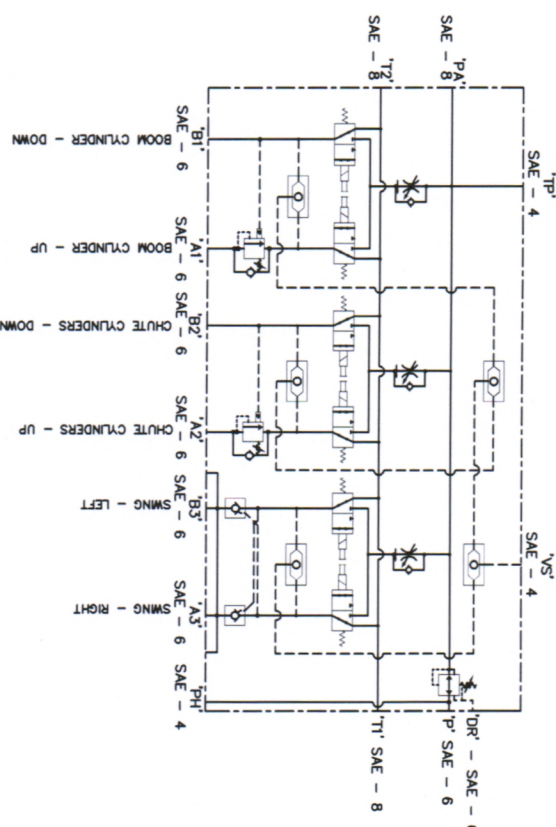 'T2'
SAE – 8
'PA'
SAE – 8
'TP'
SAE – 4
'B1'
SAE – 6
BOOM CYLINDER – DOWN
'A1'
SAE – 6
BOOM CYLINDER – UP
'B2'
SAE – 6
CHUTE CYLINDERS – DOWN
'A2'
SAE – 6
CHUTE CYLINDERS – UP
'B3'
SAE – 6
SWING – LEFT
'A3'
SAE – 6
SWING – RIGHT
'PH'
SAE – 4
'VS'
SAE – 4
'T1' SAE – 8
'P' SAE – 6
'DR' – SAE –